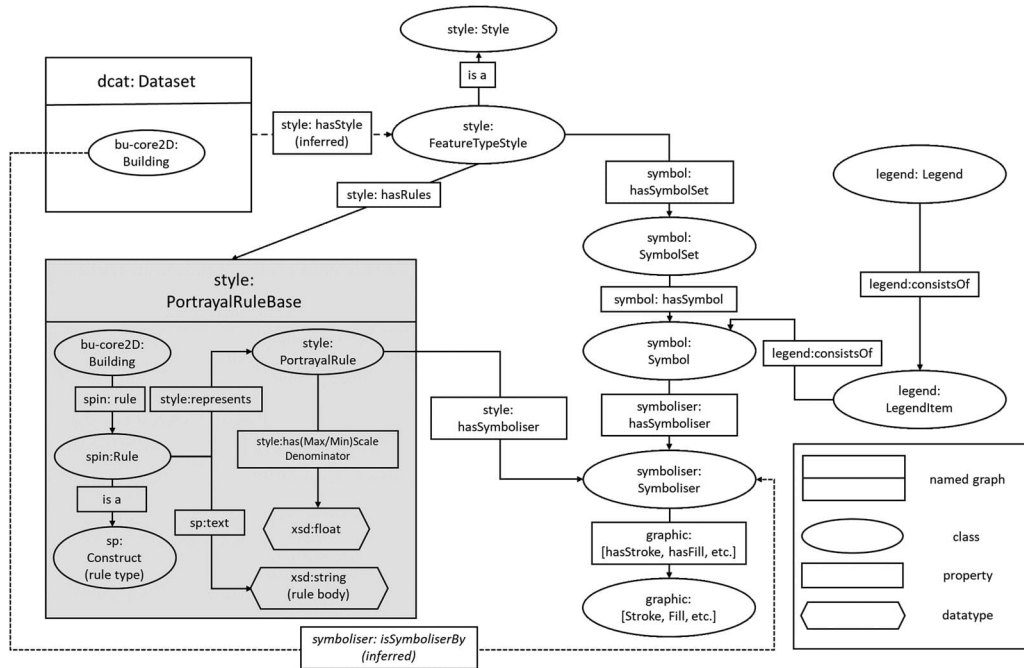 style: Style
is a
dcat: Dataset
bu-core2D:
Building
style: hasStyle
(inferred)
style:
FeatureTypeStyle
style: hasRules
symbol:
hasSymbolSet
legend: Legend
symbol:
SymbolSet
style:
PortrayalRuleBase
symbol: hasSymbol
legend:consistsOf
bu-core2D:
Building
style:
PortrayalRule
symbol:
Symbol
legend:consistsOf
spin: rule
style:represents
style:
hasSymboliser
symboliser:
hasSymboliser
legend:
LegendItem
spin:Rule
style:has(Max/Min)Scale
Denominator
symboliser:
Symboliser
is a
sp:text
xsd:float
sp:
Construct
(rule type)
xsd:string
(rule body)
graphic:
[hasStroke, hasFill, etc.]
graphic:
[Stroke, Fill, etc.]
named graph
class
property
datatype
symboliser: isSymboliserBy
(inferred)